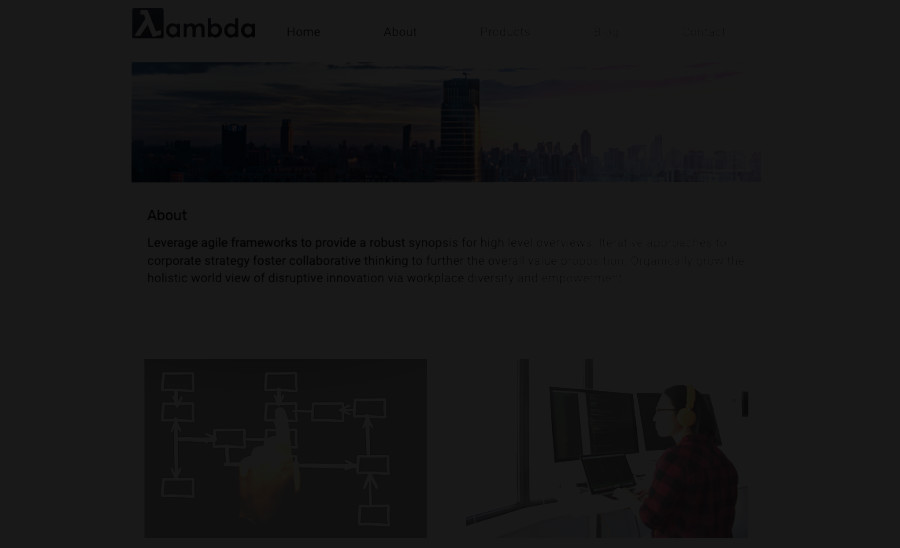 λambda
Home About Products Blog Contact
About
Leverage agile frameworks to provide a robust synopsis for high level overviews. Iterative approaches to
corporate strategy foster collaborative thinking to further the overall value proposition. Organically grow the
holistic world view of disruptive innovation via workplace diversity and empowerment.